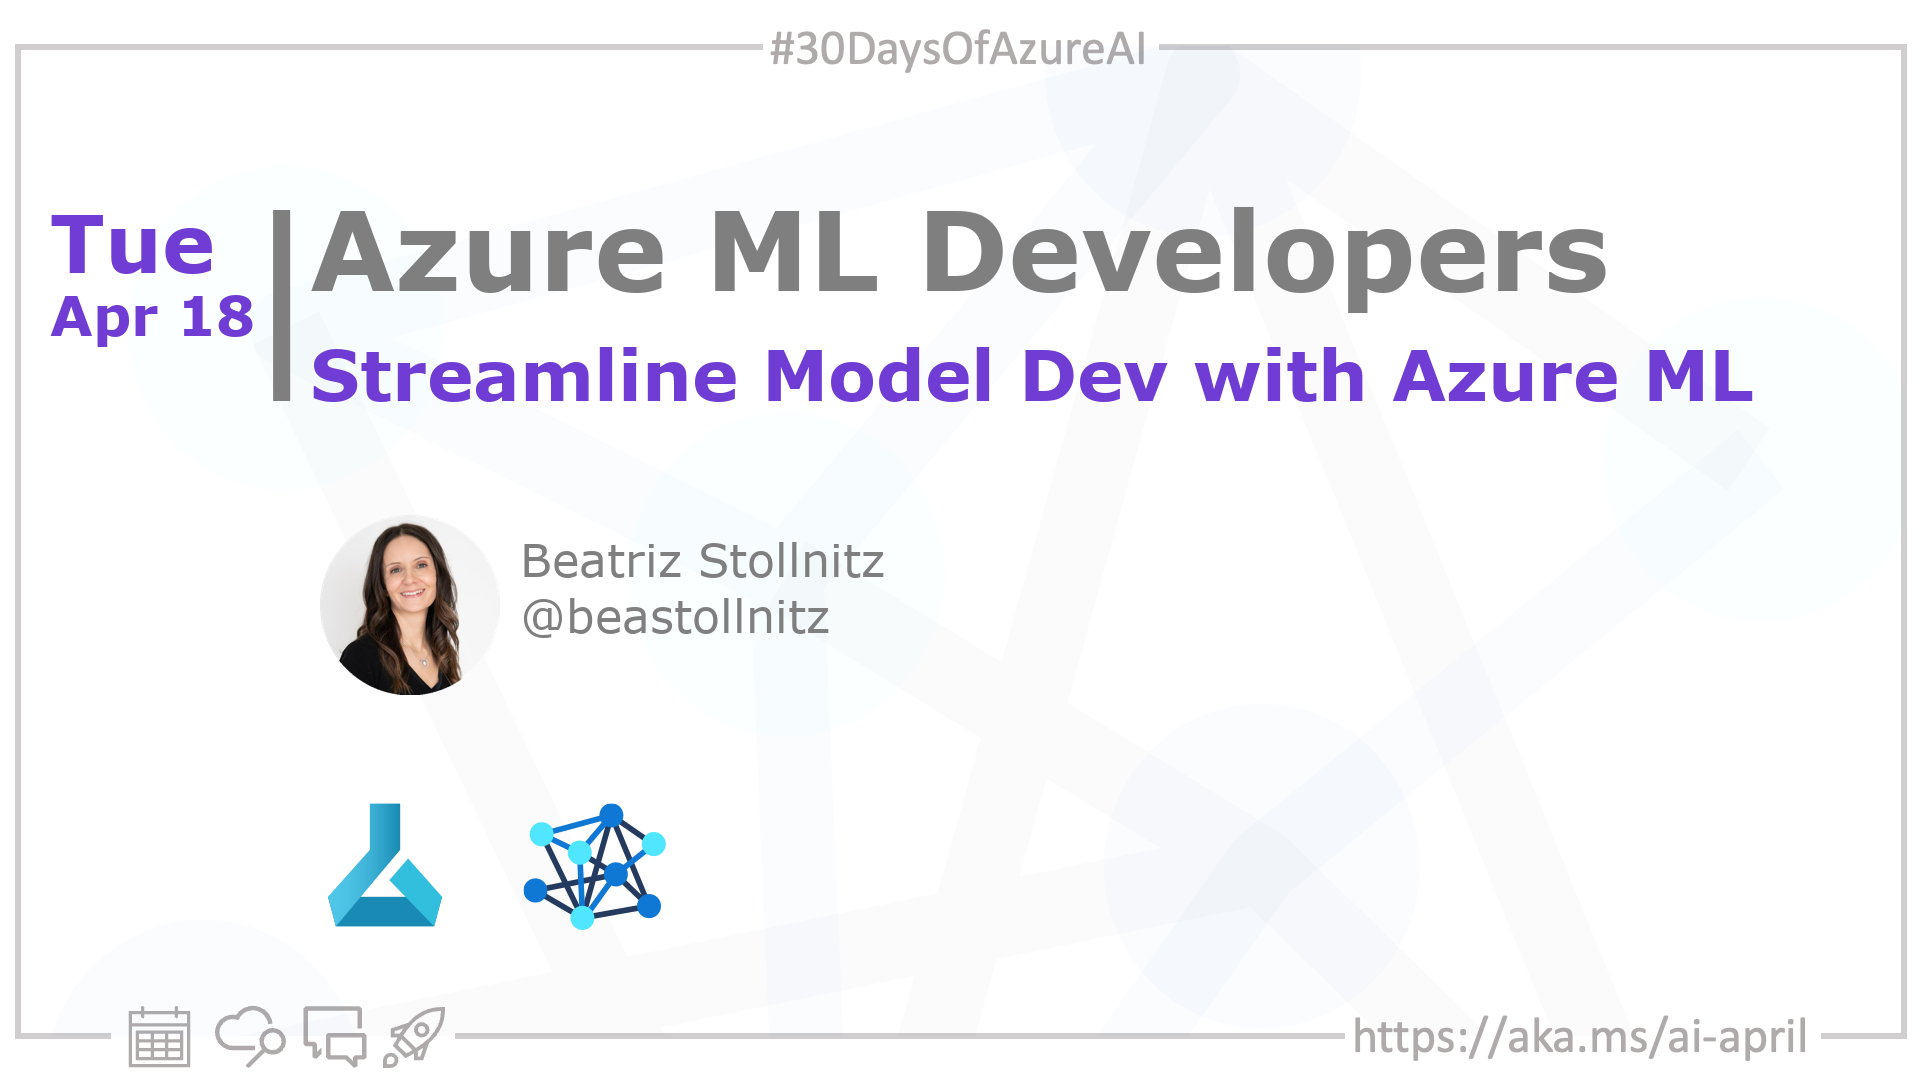 #30DaysOfAzureAI
Tue
Apr 18
Azure ML Developers
Streamline Model Dev with Azure ML
Beatriz Stollnitz
@beastollnitz
https://aka.ms/ai-april